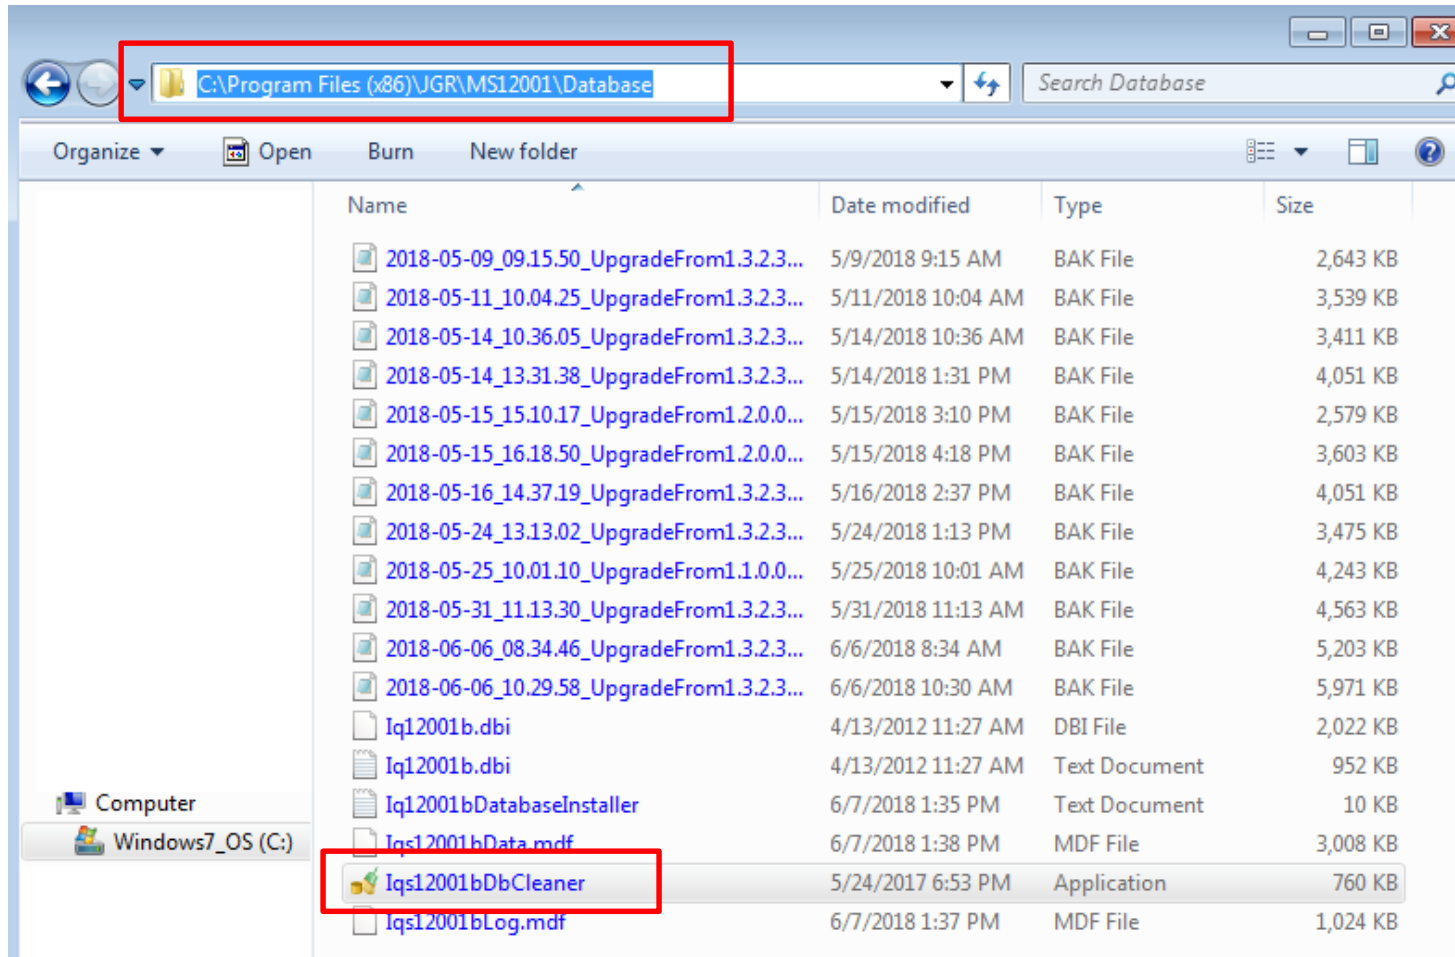 C:\Program Files (x86)\JGR\MS12001\Database
Search Database
Organize Open Burn New folder
Name Date modified Type Size
2018-05-09_09.15.50_UpgradeFrom1.3.2.3... 5/9/2018 9:15 AM BAK File 2,643 KB
2018-05-11_10.04.25_UpgradeFrom1.3.2.3... 5/11/2018 10:04 AM BAK File 3,539 KB
2018-05-14_10.36.05_UpgradeFrom1.3.2.3... 5/14/2018 10:36 AM BAK File 3,411 KB
2018-05-14_13.31.38_UpgradeFrom1.3.2.3... 5/14/2018 1:31 PM BAK File 4,051 KB
2018-05-15_15.10.17_UpgradeFrom1.2.0.0... 5/15/2018 3:10 PM BAK File 2,579 KB
2018-05-15_16.18.50_UpgradeFrom1.2.0.0... 5/15/2018 4:18 PM BAK File 3,603 KB
2018-05-16_14.37.19_UpgradeFrom1.3.2.3... 5/16/2018 2:37 PM BAK File 4,051 KB
2018-05-24_13.13.02_UpgradeFrom1.3.2.3... 5/24/2018 1:13 PM BAK File 3,475 KB
2018-05-25_10.01.10_UpgradeFrom1.1.0.0... 5/25/2018 10:01 AM BAK File 4,243 KB
2018-05-31_11.13.30_UpgradeFrom1.3.2.3... 5/31/2018 11:13 AM BAK File 4,563 KB
2018-06-06_08.34.46_UpgradeFrom1.3.2.3... 6/6/2018 8:34 AM BAK File 5,203 KB
2018-06-06_10.29.58_UpgradeFrom1.3.2.3... 6/6/2018 10:30 AM BAK File 5,971 KB
Iq12001b.dbi 4/13/2012 11:27 AM DBI File 2,022 KB
Iq12001b.dbi 4/13/2012 11:27 AM Text Document 952 KB
Computer Iq12001bDatabaseInstaller 6/7/2018 1:35 PM Text Document 10 KB
Windows7_OS (C:) Iqs12001bData.mdf 6/7/2018 1:38 PM MDF File 3,008 KB
Iqs12001bDbCleaner 5/24/2017 6:53 PM Application 760 KB
Iqs12001bLog.mdf 6/7/2018 1:37 PM MDF File 1,024 KB